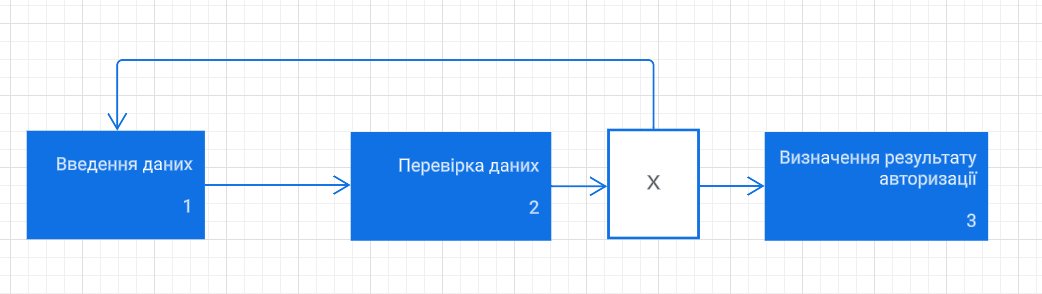 Введення даних
1
Перевірка даних
2
X
Визначення результату
авторизації
3